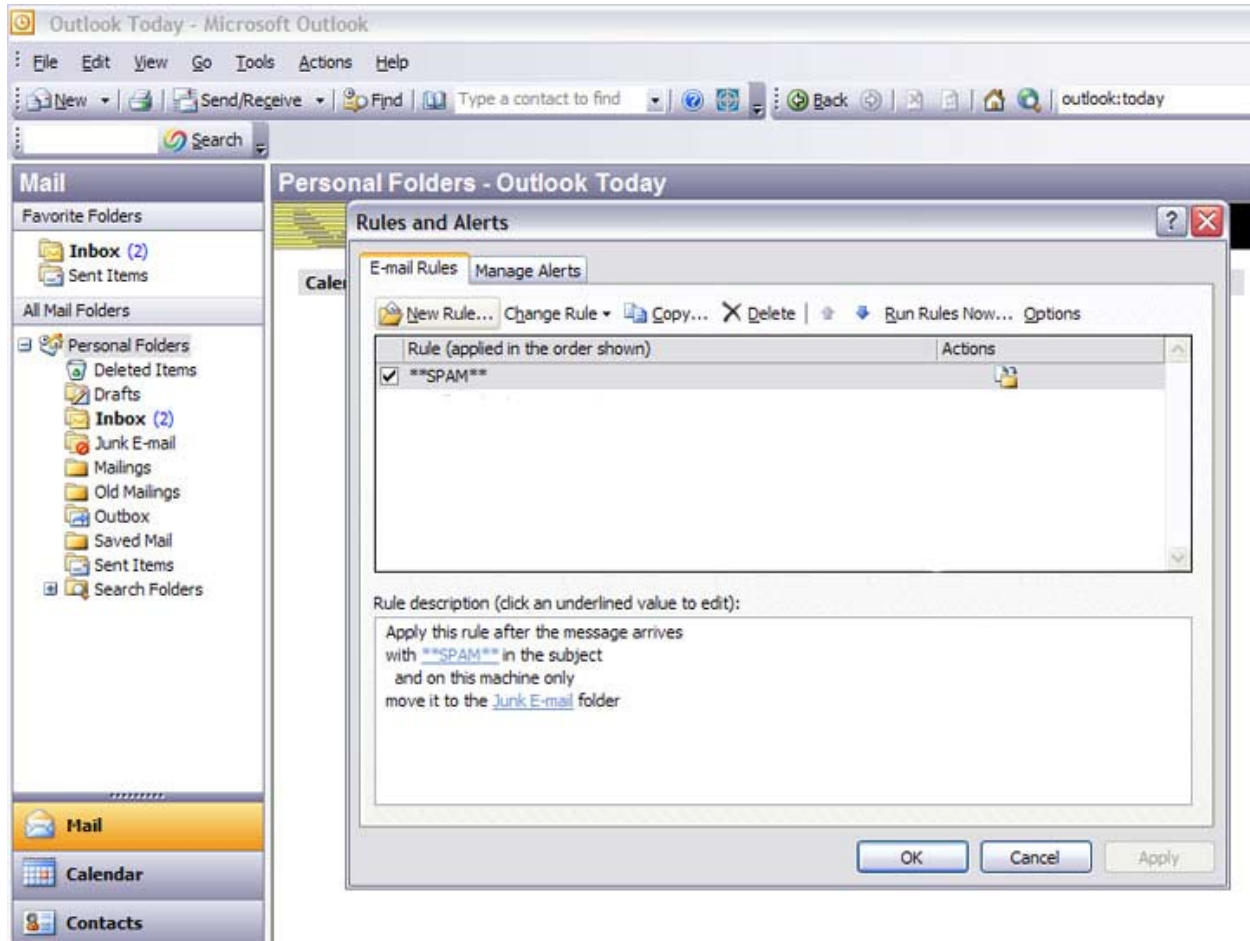 Outlook Today - Microsoft Outlook
File Edit View Go Tools Actions Help
New Send/Receive Find Type a contact to find Back outlook:today
Search
Mail
Personal Folders - Outlook Today
Favorite Folders
Inbox (2)
Sent Items
All Mail Folders
Personal Folders
Deleted Items
Drafts
Inbox (2)
Junk E-mail
Mailings
Old Mailings
Outbox
Saved Mail
Sent Items
Search Folders
Mail
Calendar
Contacts
Calen
Rules and Alerts
E-mail Rules Manage Alerts
New Rule... Change Rule Copy... Delete Run Rules Now... Options
Rule (applied in the order shown) Actions
**SPAM**
Rule description (click an underlined value to edit):
Apply this rule after the message arrives
with **SPAM** in the subject
and on this machine only
move it to the Junk E-mail folder
OK Cancel Apply